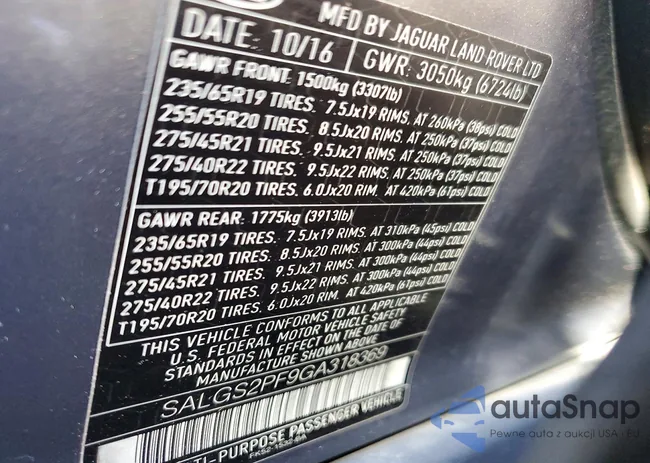 MFD BY JAGUAR LAND ROVER LTD
DATE: 10/16 GWR: 3050kg (6724lb)
GAWR FRONT: 1500kg (3307lb)
235/65R19 TIRES. 7.5Jx19 RIMS. AT 260kPa (38psi) COLD
255/55R20 TIRES. 8.5Jx20 RIMS. AT 250kPa (37psi) COLD
275/45R21 TIRES. 9.5Jx21 RIMS. AT 250kPa (37psi) COLD
275/40R22 TIRES. 9.5Jx22 RIMS. AT 250kPa (37psi) COLD
T195/70R20 TIRES. 6.0Jx20 RIM. AT 420kPa (61psi) COLD
GAWR REAR: 1775kg (3913lb)
235/65R19 TIRES. 7.5Jx19 RIMS. AT 310kPa (45psi) COLD
255/55R20 TIRES. 8.5Jx20 RIMS. AT 300kPa (44psi) COLD
275/45R21 TIRES. 9.5Jx21 RIMS. AT 300kPa (44psi) COLD
275/40R22 TIRES. 9.5Jx22 RIMS. AT 300kPa (44psi) COLD
T195/70R20 TIRES. 6.0Jx20 RIM. AT 420kPa (61psi) COLD
THIS VEHICLE CONFORMS TO ALL APPLICABLE
U.S. FEDERAL MOTOR VEHICLE SAFETY
STANDARDS IN EFFECT ON THE DATE OF
MANUFACTURE SHOWN ABOVE
SALGS2PF9GA318369
TI-PURPOSE PASSENGER VEHICLE
autaSnap
Pewne auta z aukcji USA i EU